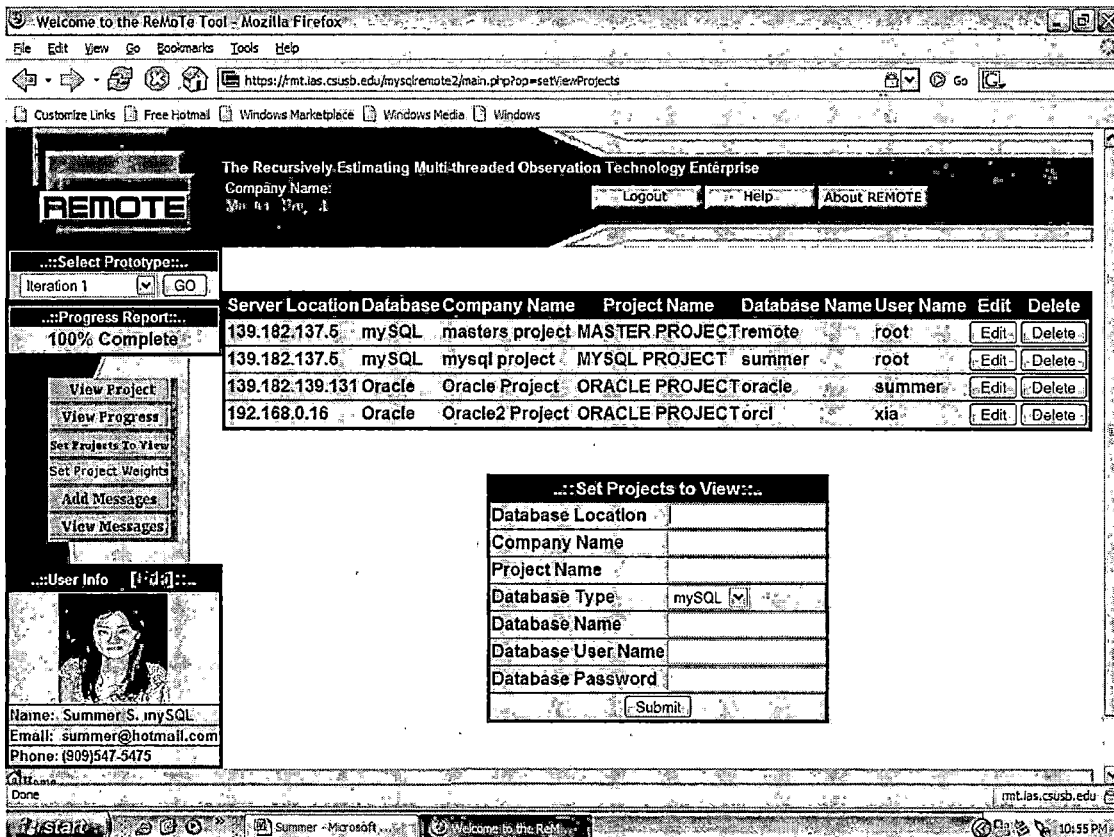 Welcome to the ReMoTe Tool - Mozilla Firefox
File Edit View Go Bookmarks Tools Help
https://rmt.ias.csusb.edu/mysqlremote2/main.php?op=setViewProjects
Go
Customize Links Free Hotmail Windows Marketplace Windows Media Windows
REMOTE
The Recursively Estimating Multi-threaded Observation Technology Enterprise
Company Name:
Logout Help About REMOTE
..::Select Prototype::..
Iteration 1 GO
..::Progress Report::..
100% Complete
View Project
View Progress
Set Projects To View
Set Project Weights
Add Messages
View Messages
..::User Info [Edit]::..
Name: Summer S. mySQL
Email: summer@hotmail.com
Phone: (909)547-5475
Server Location Database Company Name Project Name Database Name User Name Edit Delete
139.182.137.5 mySQL masters project MASTER PROJECT remote root Edit Delete
139.182.137.5 mySQL mysql project MYSQL PROJECT summer root Edit Delete
139.182.139.131 Oracle Oracle Project ORACLE PROJECT oracle summer Edit Delete
192.168.0.16 Oracle Oracle2 Project ORACLE PROJECT orcl xia Edit Delete
..::Set Projects to View::..
Database Location
Company Name
Project Name
Database Type mySQL
Database Name
Database User Name
Database Password
Submit
Home
Done
rmt.ias.csusb.edu
start Summer - Microsoft ... Welcome to the ReM... 10:55 PM